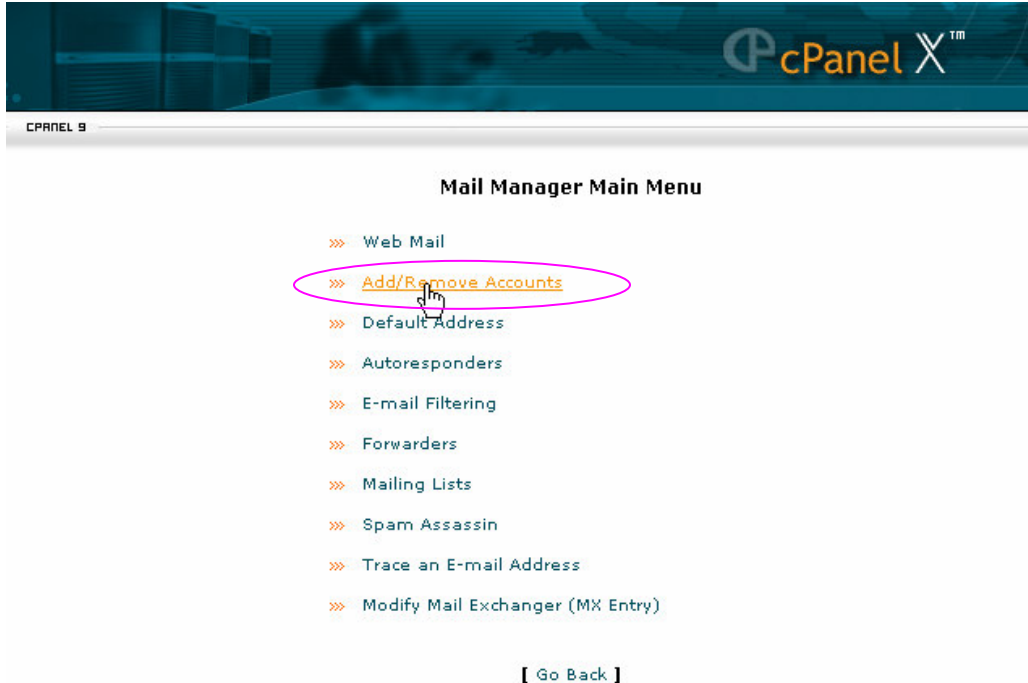 cPanel X™
CPANEL 9
Mail Manager Main Menu
»» Web Mail
»» Add/Remove Accounts
»» Default Address
»» Autoresponders
»» E-mail Filtering
»» Forwarders
»» Mailing Lists
»» Spam Assassin
»» Trace an E-mail Address
»» Modify Mail Exchanger (MX Entry)
[ Go Back ]